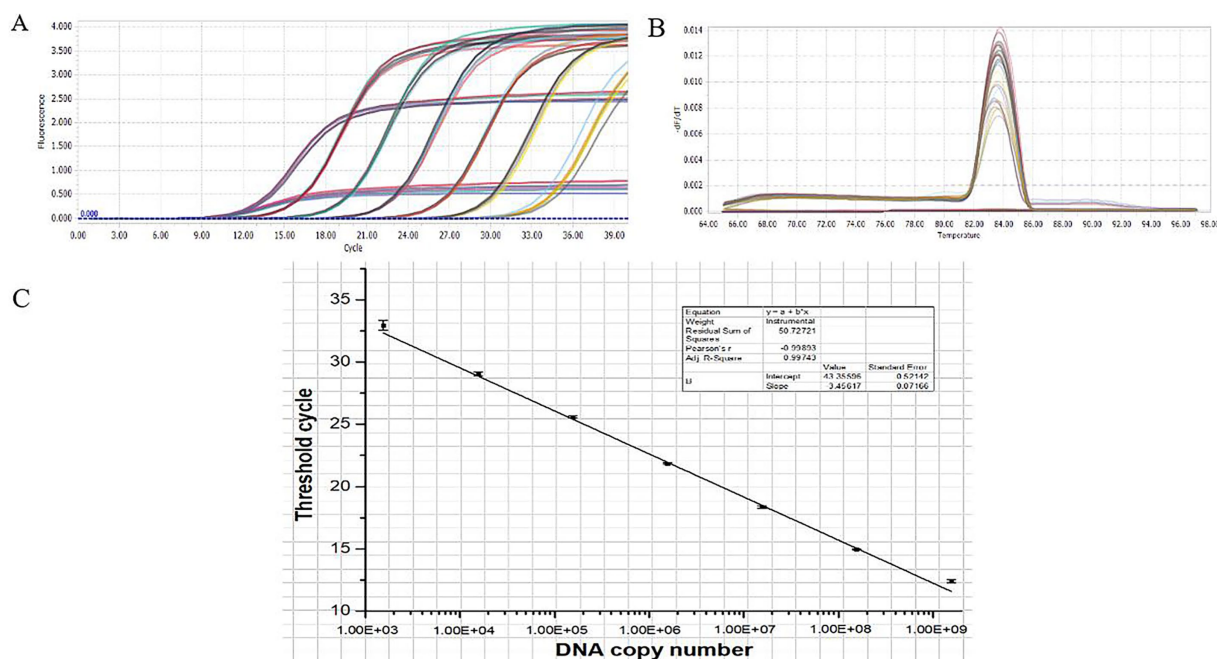 A
4.000
3.500
3.000
2.500
2.000
1.500
1.000
0.500
0.000
0.000
Fluorescence
0.00 3.00 6.00 9.00 12.00 15.00 18.00 21.00 24.00 27.00 30.00 33.00 36.00 39.00
Cycle
B
0.014
0.012
0.010
0.008
0.006
0.004
0.002
0.000
-dF/dT
64.00 66.00 68.00 70.00 72.00 74.00 76.00 78.00 80.00 82.00 84.00 86.00 88.00 90.00 92.00 94.00 96.00 98.00
Temperature
C
35
30
25
20
15
10
Threshold cycle
Equation y = a + b*x
Weight Instrumental
Residual Sum of Squares 50.72721
Pearson's r -0.99893
Adj. R-Square 0.99743
Value Standard Error
Intercept 43.35595 0.52142
Slope -3.45617 0.07166
1.00E+03 1.00E+04 1.00E+05 1.00E+06 1.00E+07 1.00E+08 1.00E+09
DNA copy number